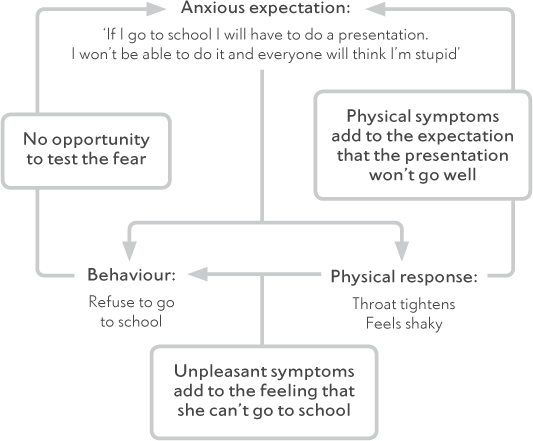 Anxious expectation:
‘If I go to school I will have to do a presentation.
I won’t be able to do it and everyone will think I’m stupid’
No opportunity
to test the fear
Physical symptoms
add to the expectation
that the presentation
won’t go well
Behaviour:
Refuse to go
to school
Physical response:
Throat tightens
Feels shaky
Unpleasant symptoms
add to the feeling that
she can’t go to school